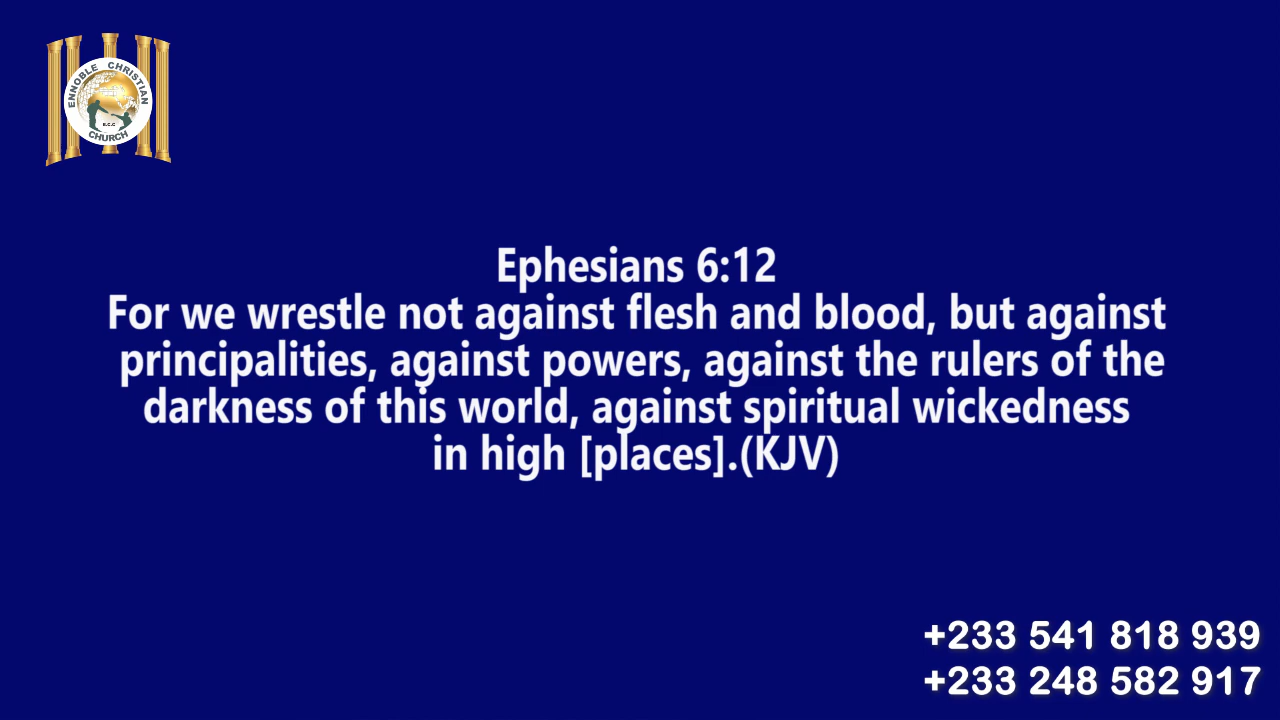 ENNOBLE CHRISTIAN
E.C.C
CHURCH
Ephesians 6:12
For we wrestle not against flesh and blood, but against
principalities, against powers, against the rulers of the
darkness of this world, against spiritual wickedness
in high [places].(KJV)
+233 541 818 939
+233 248 582 917